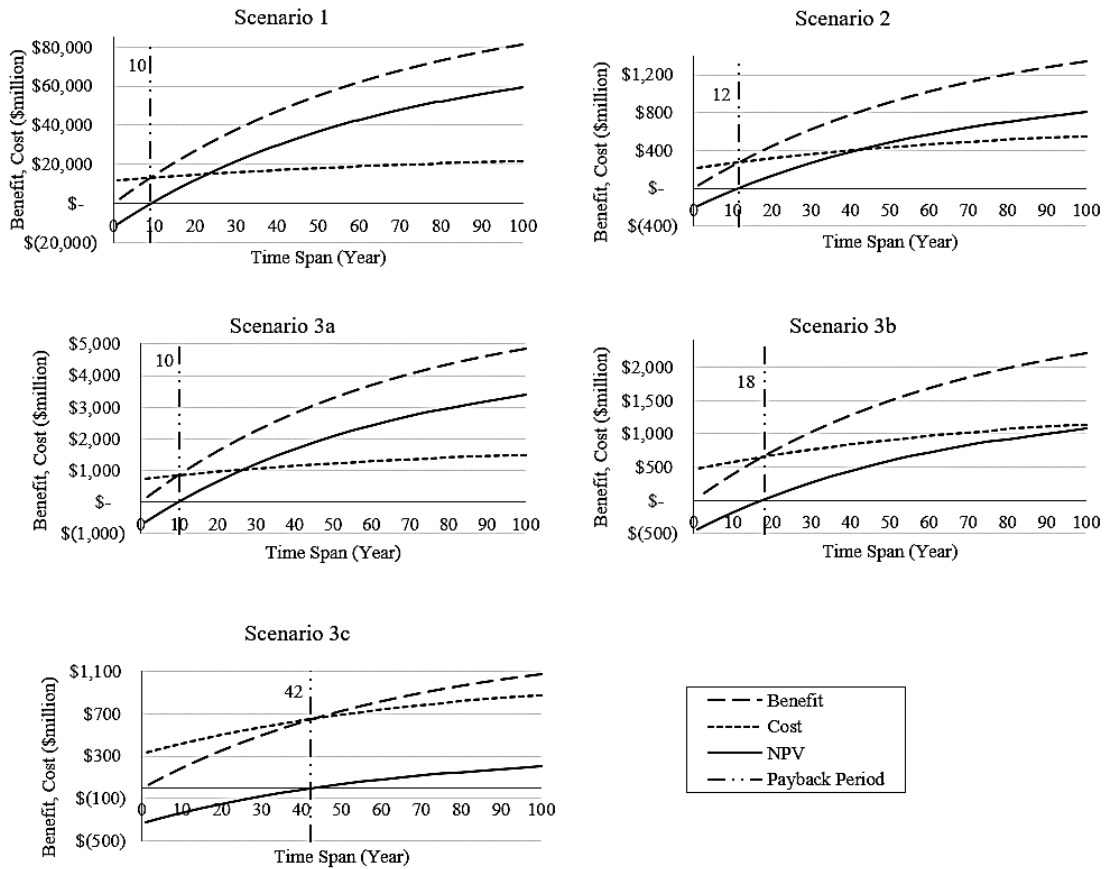 Scenario 1
Benefit, Cost ($million)
$80,000
$60,000
$40,000
$20,000
$-
$(20,000)
10
0 10 20 30 40 50 60 70 80 90 100
Time Span (Year)
Scenario 2
Benefit, Cost ($million)
$1,200
$800
$400
$-
$(400)
12
0 10 20 30 40 50 60 70 80 90 100
Time Span (Year)
Scenario 3a
Benefit, Cost ($million)
$5,000
$4,000
$3,000
$2,000
$1,000
$-
$(1,000)
10
0 10 20 30 40 50 60 70 80 90 100
Time Span (Year)
Scenario 3b
Benefit, Cost ($million)
$2,000
$1,500
$1,000
$500
$-
$(500)
18
0 10 20 30 40 50 60 70 80 90 100
Time Span (Year)
Scenario 3c
Benefit, Cost ($million)
$1,100
$700
$300
$(100)
$(500)
42
0 10 20 30 40 50 60 70 80 90 100
Time Span (Year)
Benefit
Cost
NPV
Payback Period